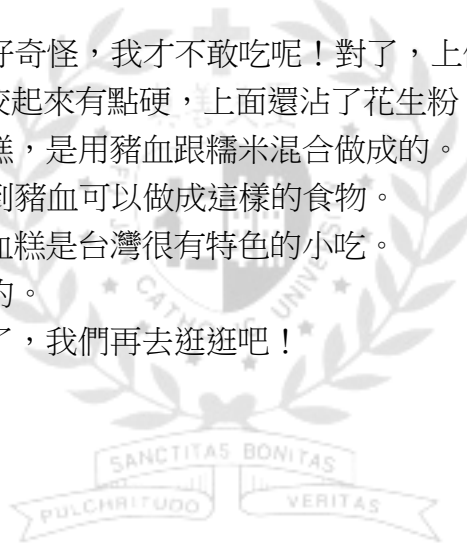 好奇怪，我才不敢吃呢！對了，上
咬起來有點硬，上面還沾了花生粉
糕，是用豬血跟糯米混合做成的。
到豬血可以做成這樣的食物。
血糕是台灣很有特色的小吃。
的。
了，我們再去逛逛吧！
CATHOLIC UNIVERSITY
SANCTITAS BONITAS
PULCHRITUDO VERITAS